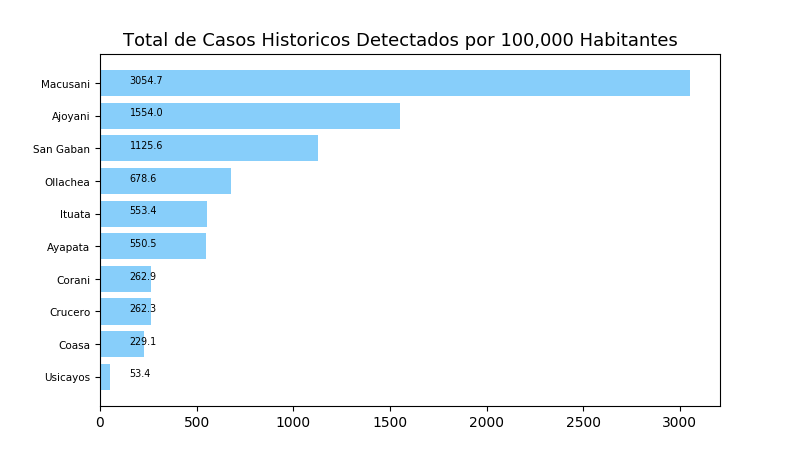 Total de Casos Historicos Detectados por 100,000 Habitantes
Macusani 3054.7
Ajoyani 1554.0
San Gaban 1125.6
Ollachea 678.6
Ituata 553.4
Ayapata 550.5
Corani 262.9
Crucero 262.3
Coasa 229.1
Usicayos 53.4
0 500 1000 1500 2000 2500 3000